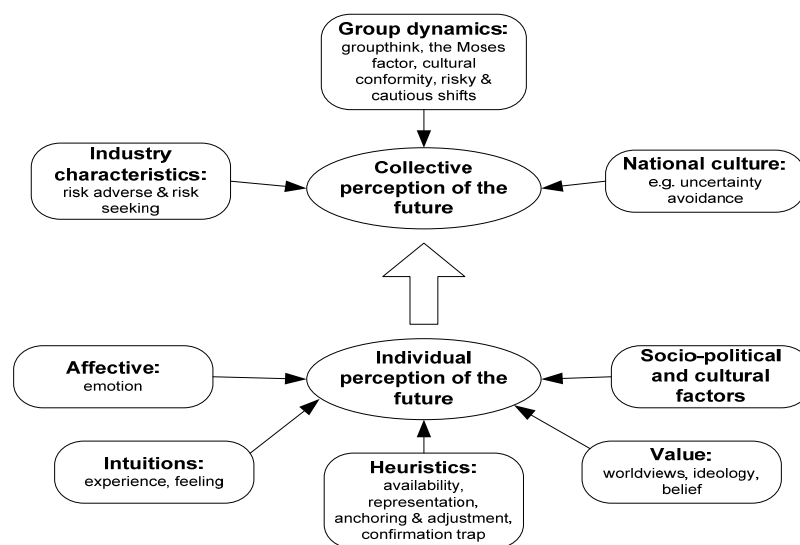 Group dynamics:
groupthink, the Moses
factor, cultural
conformity, risky &
cautious shifts
Industry
characteristics:
risk adverse & risk
seeking
Collective
perception of the
future
National culture:
e.g. uncertainty
avoidance
Affective:
emotion
Individual
perception of the
future
Socio-political
and cultural
factors
Intuitions:
experience, feeling
Heuristics:
availability,
representation,
anchoring & adjustment,
confirmation trap
Value:
worldviews, ideology,
belief